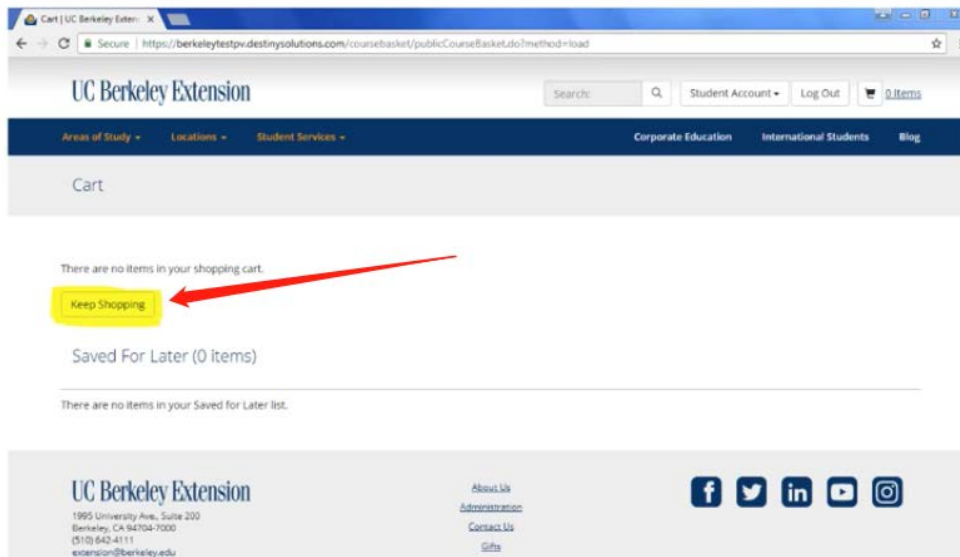 Cart | UC Berkeley Exten: X
Secure | https://berkeleytestpv.destinysolutions.com/coursebasket/publicCourseBasket.do?method=load
UC Berkeley Extension
Search:
Student Account
Log Out
0 Items
Areas of Study
Locations
Student Services
Corporate Education
International Students
Blog
Cart
There are no items in your shopping cart.
Keep Shopping
Saved For Later (0 items)
There are no items in your Saved for Later list.
UC Berkeley Extension
1995 University Ave., Suite 200
Berkeley, CA 94704-7000
(510) 642-4111
extension@berkeley.edu
About Us
Administration
Contact Us
Gifts